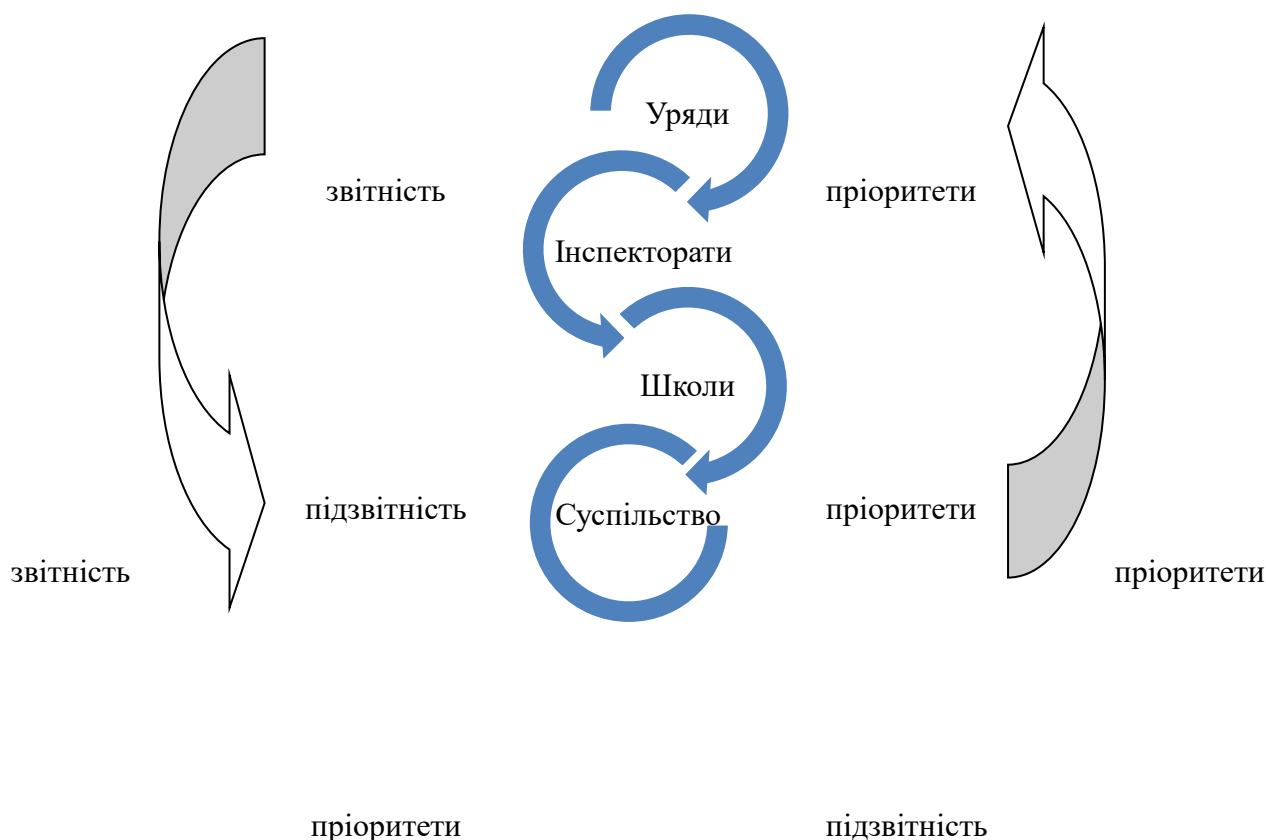 Уряди
звітність
пріоритети
Інспекторати
Школи
підзвітність
Суспільство
пріоритети
звітність
пріоритети
пріоритети
підзвітність